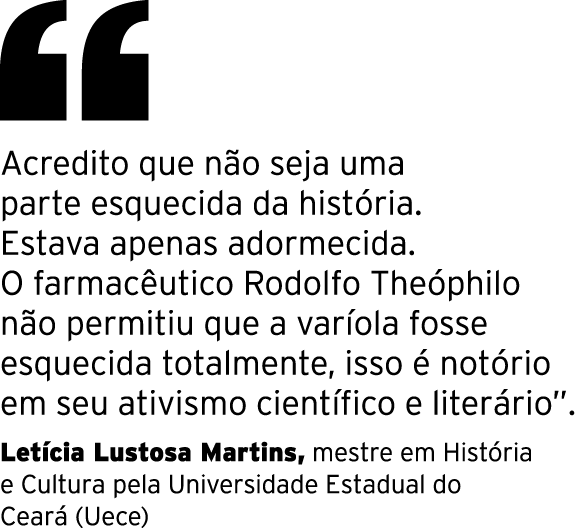 “
Acredito que não seja uma
parte esquecida da história.
Estava apenas adormecida.
O farmacêutico Rodolfo Theóphilo
não permitiu que a varíola fosse
esquecida totalmente, isso é notório
em seu ativismo científico e literário”.
Letícia Lustosa Martins, mestre em História
e Cultura pela Universidade Estadual do
Ceará (Uece)